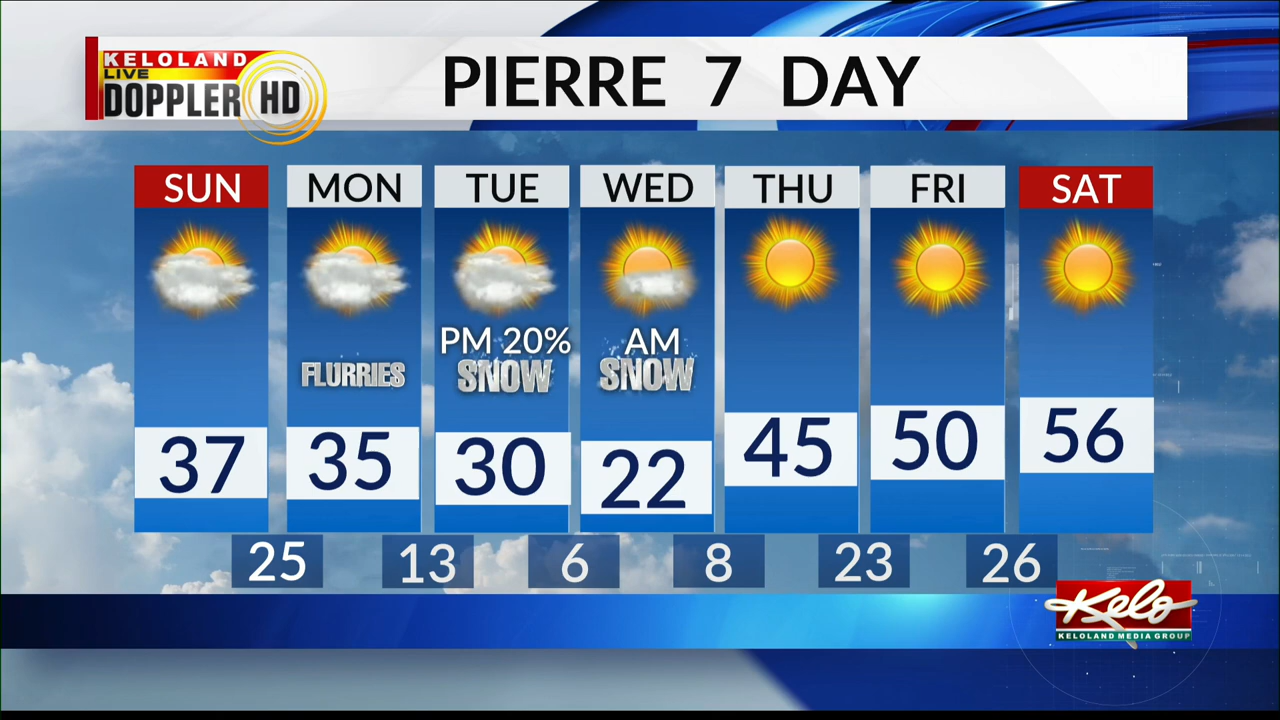 KELOLAND
LIVE
DOPPLER HD
PIERRE 7 DAY
SUN MON TUE WED THU FRI SAT
PM 20% AM
FLURRIES SNOW SNOW
37 35 30 22 45 50 56
25 13 6 8 23 26
Kelo
KELOLAND MEDIA GROUP